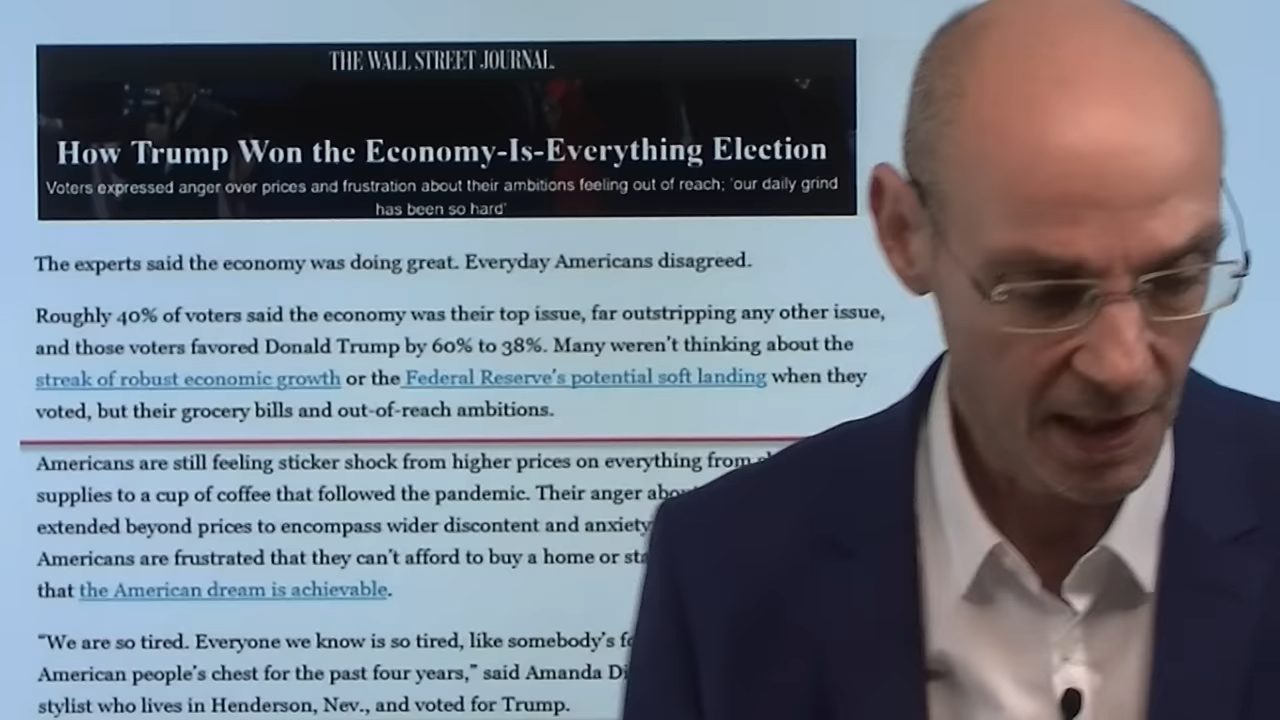 THE WALL STREET JOURNAL.
How Trump Won the Economy-Is-Everything Election
Voters expressed anger over prices and frustration about their ambitions feeling out of reach; 'our daily grind
has been so hard'
The experts said the economy was doing great. Everyday Americans disagreed.
Roughly 40% of voters said the economy was their top issue, far outstripping any other issue,
and those voters favored Donald Trump by 60% to 38%. Many weren't thinking about the
streak of robust economic growth or the Federal Reserve's potential soft landing when they
voted, but their grocery bills and out-of-reach ambitions.
Americans are still feeling sticker shock from higher prices on everything from
supplies to a cup of coffee that followed the pandemic. Their anger
extended beyond prices to encompass wider discontent and anxiety
Americans are frustrated that they can't afford to buy a home or
that the American dream is achievable.
"We are so tired. Everyone we know is so tired, like somebody's
American people's chest for the past four years," said Amanda
stylist who lives in Henderson, Nev., and voted for Trump.